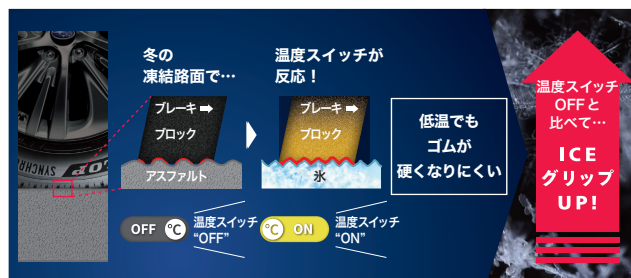 冬の
凍結路面で…
温度スイッチが
反応！
ブレーキ
ブロック
アスファルト
ブレーキ
ブロック
氷
低温でも
ゴムが
硬くなりにくい
OFF ℃
温度スイッチ
“OFF”
℃ ON
温度スイッチ
“ON”
温度スイッチ
OFFと
比べて…
ICE
グリップ
UP!